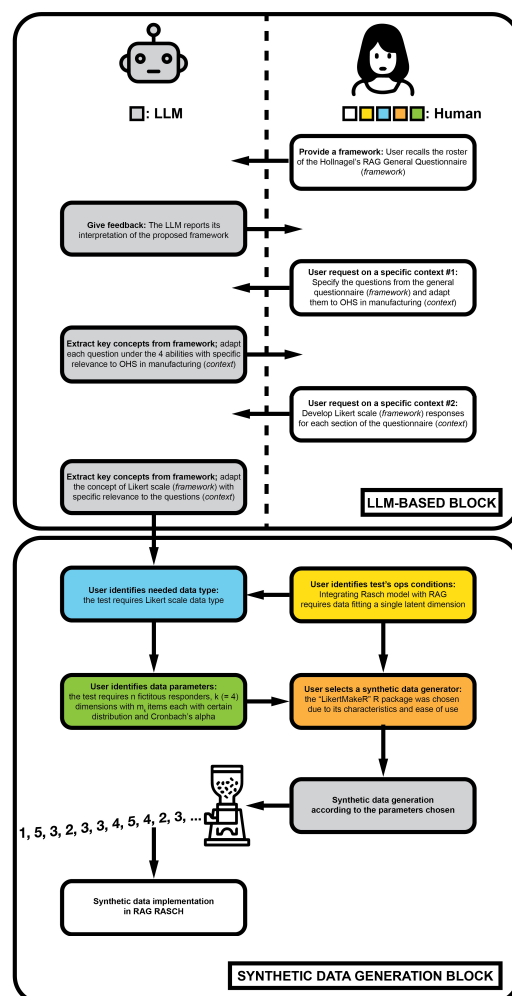 : LLM
: Human
Provide a framework: User recalls the roster
of the Hollnagel's RAG General Questionnaire
(framework)
Give feedback: The LLM reports its
interpretation of the proposed framework
User request on a specific context #1:
Specify the questions from the general
questionnaire (framework) and adapt
them to OHS in manufacturing (context)
Extract key concepts from framework; adapt
each question under the 4 abilities with specific
relevance to OHS in manufacturing (context)
User request on a specific context #2:
Develop Likert scale (framework) responses
for each section of the questionnaire (context)
Extract key concepts from framework; adapt
the concept of Likert scale (framework) with
specific relevance to the questions (context)
LLM-BASED BLOCK
User identifies needed data type:
the test requires Likert scale data type
User identifies test's ops conditions:
Integrating Rasch model with RAG
requires data fitting a single latent dimension
User identifies data parameters:
the test requires n fictitous responders, k (= 4)
dimensions with m, items each with certain
distribution and Cronbach's alpha
User selects a synthetic data generator:
the "LikertMakeR" R package was chosen
due to its characteristics and ease of use
Synthetic data generation
according to the parameters chosen
1, 5, 3, 2, 3, 3, 4, 5, 4, 2, 3, ...
Synthetic data implementation
in RAG RASCH
SYNTHETIC DATA GENERATION BLOCK